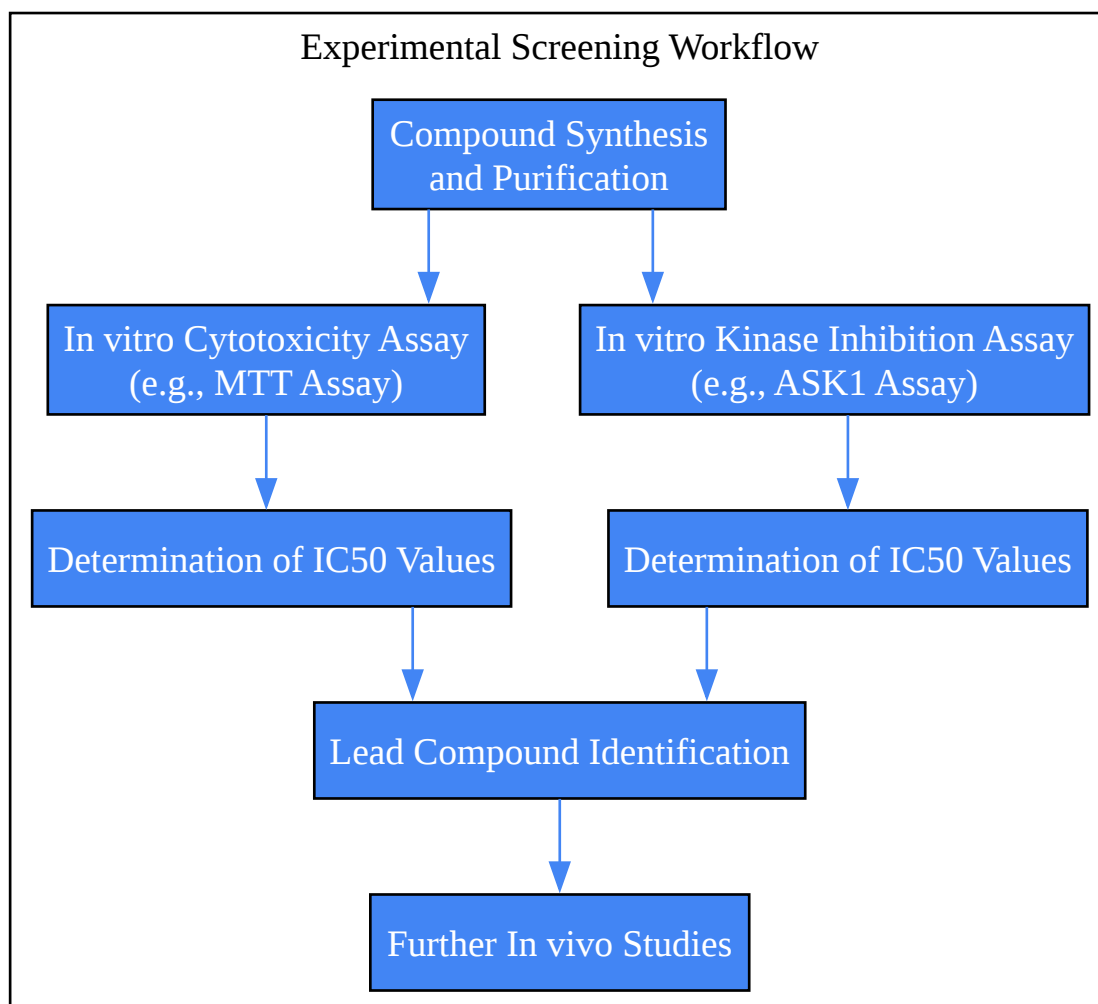 Experimental Screening Workflow
Compound Synthesis
and Purification
In vitro Cytotoxicity Assay
(e.g., MTT Assay)
In vitro Kinase Inhibition Assay
(e.g., ASK1 Assay)
Determination of IC50 Values
Determination of IC50 Values
Lead Compound Identification
Further In vivo Studies